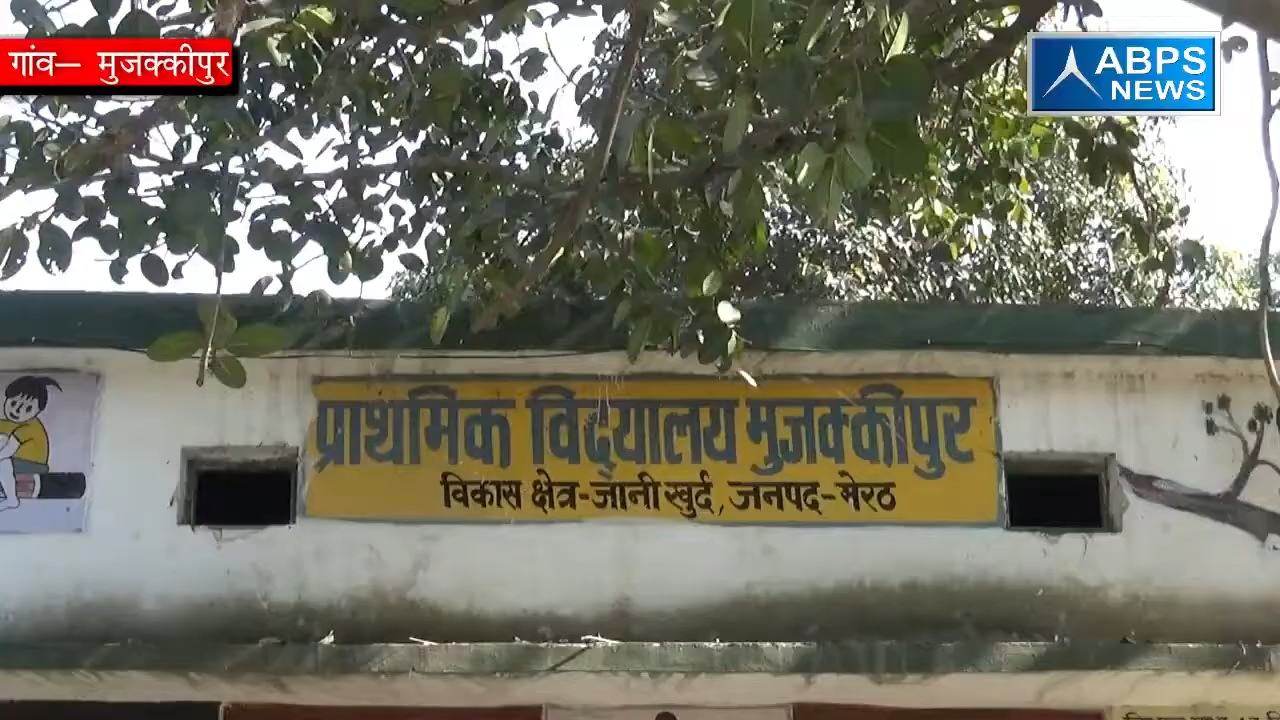 गांव– मुजक्कीपुर
ABPS
NEWS
प्राथमिक विद्यालय मुजक्कीपुर
विकास क्षेत्र-जानी खुर्द, जनपद-मेरठ